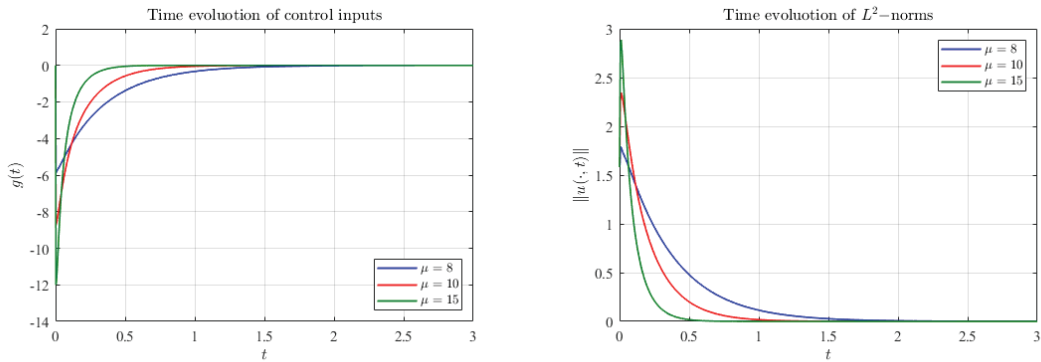 Time evoluotion of control inputs
2
0
-2
-4
-6
-8
-10
-12
-14
g(t)
0
0.5
1
1.5
2
2.5
3
t
μ = 8
μ = 10
μ = 15
Time evoluotion of L²−norms
3
2.5
2
1.5
1
0.5
0
‖u(·, t)‖
0
0.5
1
1.5
2
2.5
3
t
μ = 8
μ = 10
μ = 15